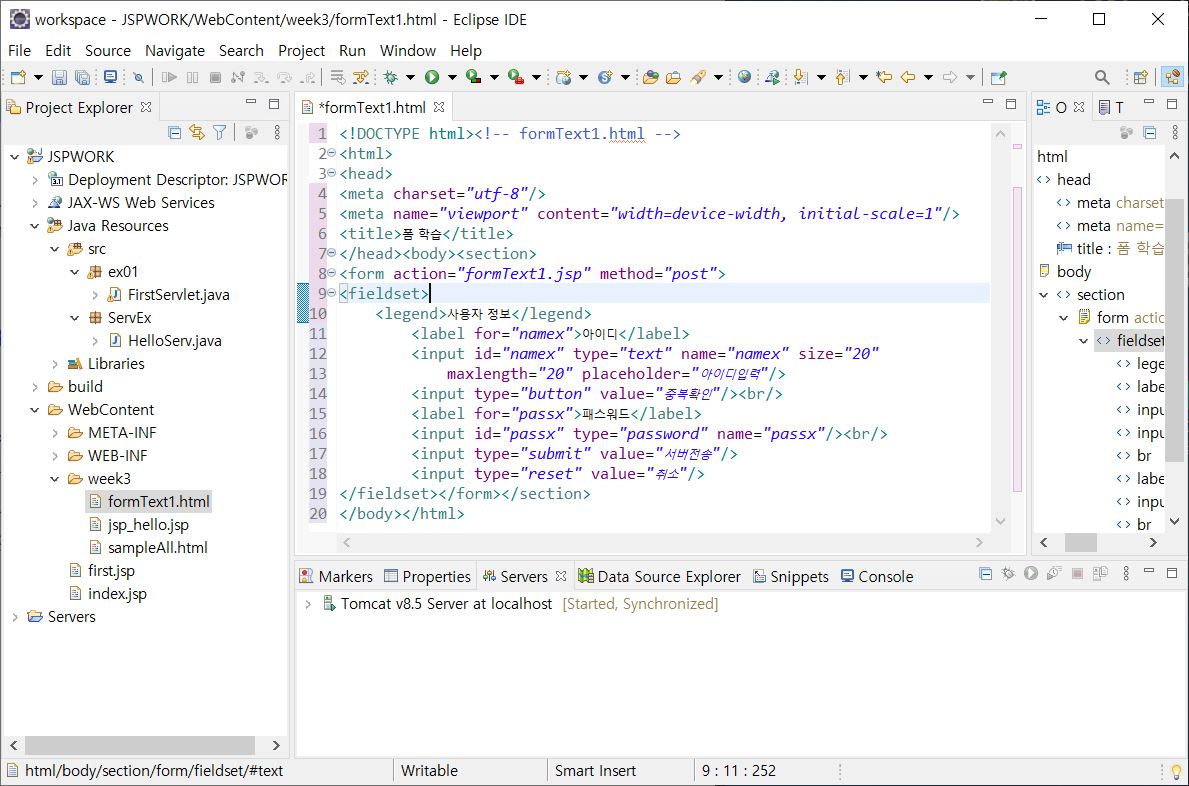 workspace - JSPWORK/WebContent/week3/formText1.html - Eclipse IDE
File Edit Source Navigate Search Project Run Window Help
Project Explorer
JSPWORK
Deployment Descriptor: JSPWOR
JAX-WS Web Services
Java Resources
src
ex01
FirstServlet.java
ServEx
HelloServ.java
Libraries
build
WebContent
META-INF
WEB-INF
week3
formText1.html
jsp_hello.jsp
sampleAll.html
first.jsp
index.jsp
Servers
*formText1.html
1 <!DOCTYPE html><!-- formText1.html -->
2 <html>
3 <head>
4 <meta charset="utf-8"/>
5 <meta name="viewport" content="width=device-width, initial-scale=1"/>
6 <title>폼 학습</title>
7 </head><body><section>
8 <form action="formText1.jsp" method="post">
9 <fieldset>
10 <legend>사용자 정보</legend>
11 <label for="namex">아이디</label>
12 <input id="namex" type="text" name="namex" size="20"
13 maxlength="20" placeholder="아이디입력"/>
14 <input type="button" value="중복확인"/><br/>
15 <label for="passx">패스워드</label>
16 <input id="passx" type="password" name="passx"/><br/>
17 <input type="submit" value="서버전송"/>
18 <input type="reset" value="취소"/>
19 </fieldset></form></section>
20 </body></html>
O T
html
head
meta charset
meta name=
title : 폼 학습
body
section
form actio
fieldset
lege
labe
inpu
inpu
br
labe
inpu
br
Markers Properties Servers Data Source Explorer Snippets Console
Tomcat v8.5 Server at localhost [Started, Synchronized]
html/body/section/form/fieldset/#text Writable Smart Insert 9 : 11 : 252